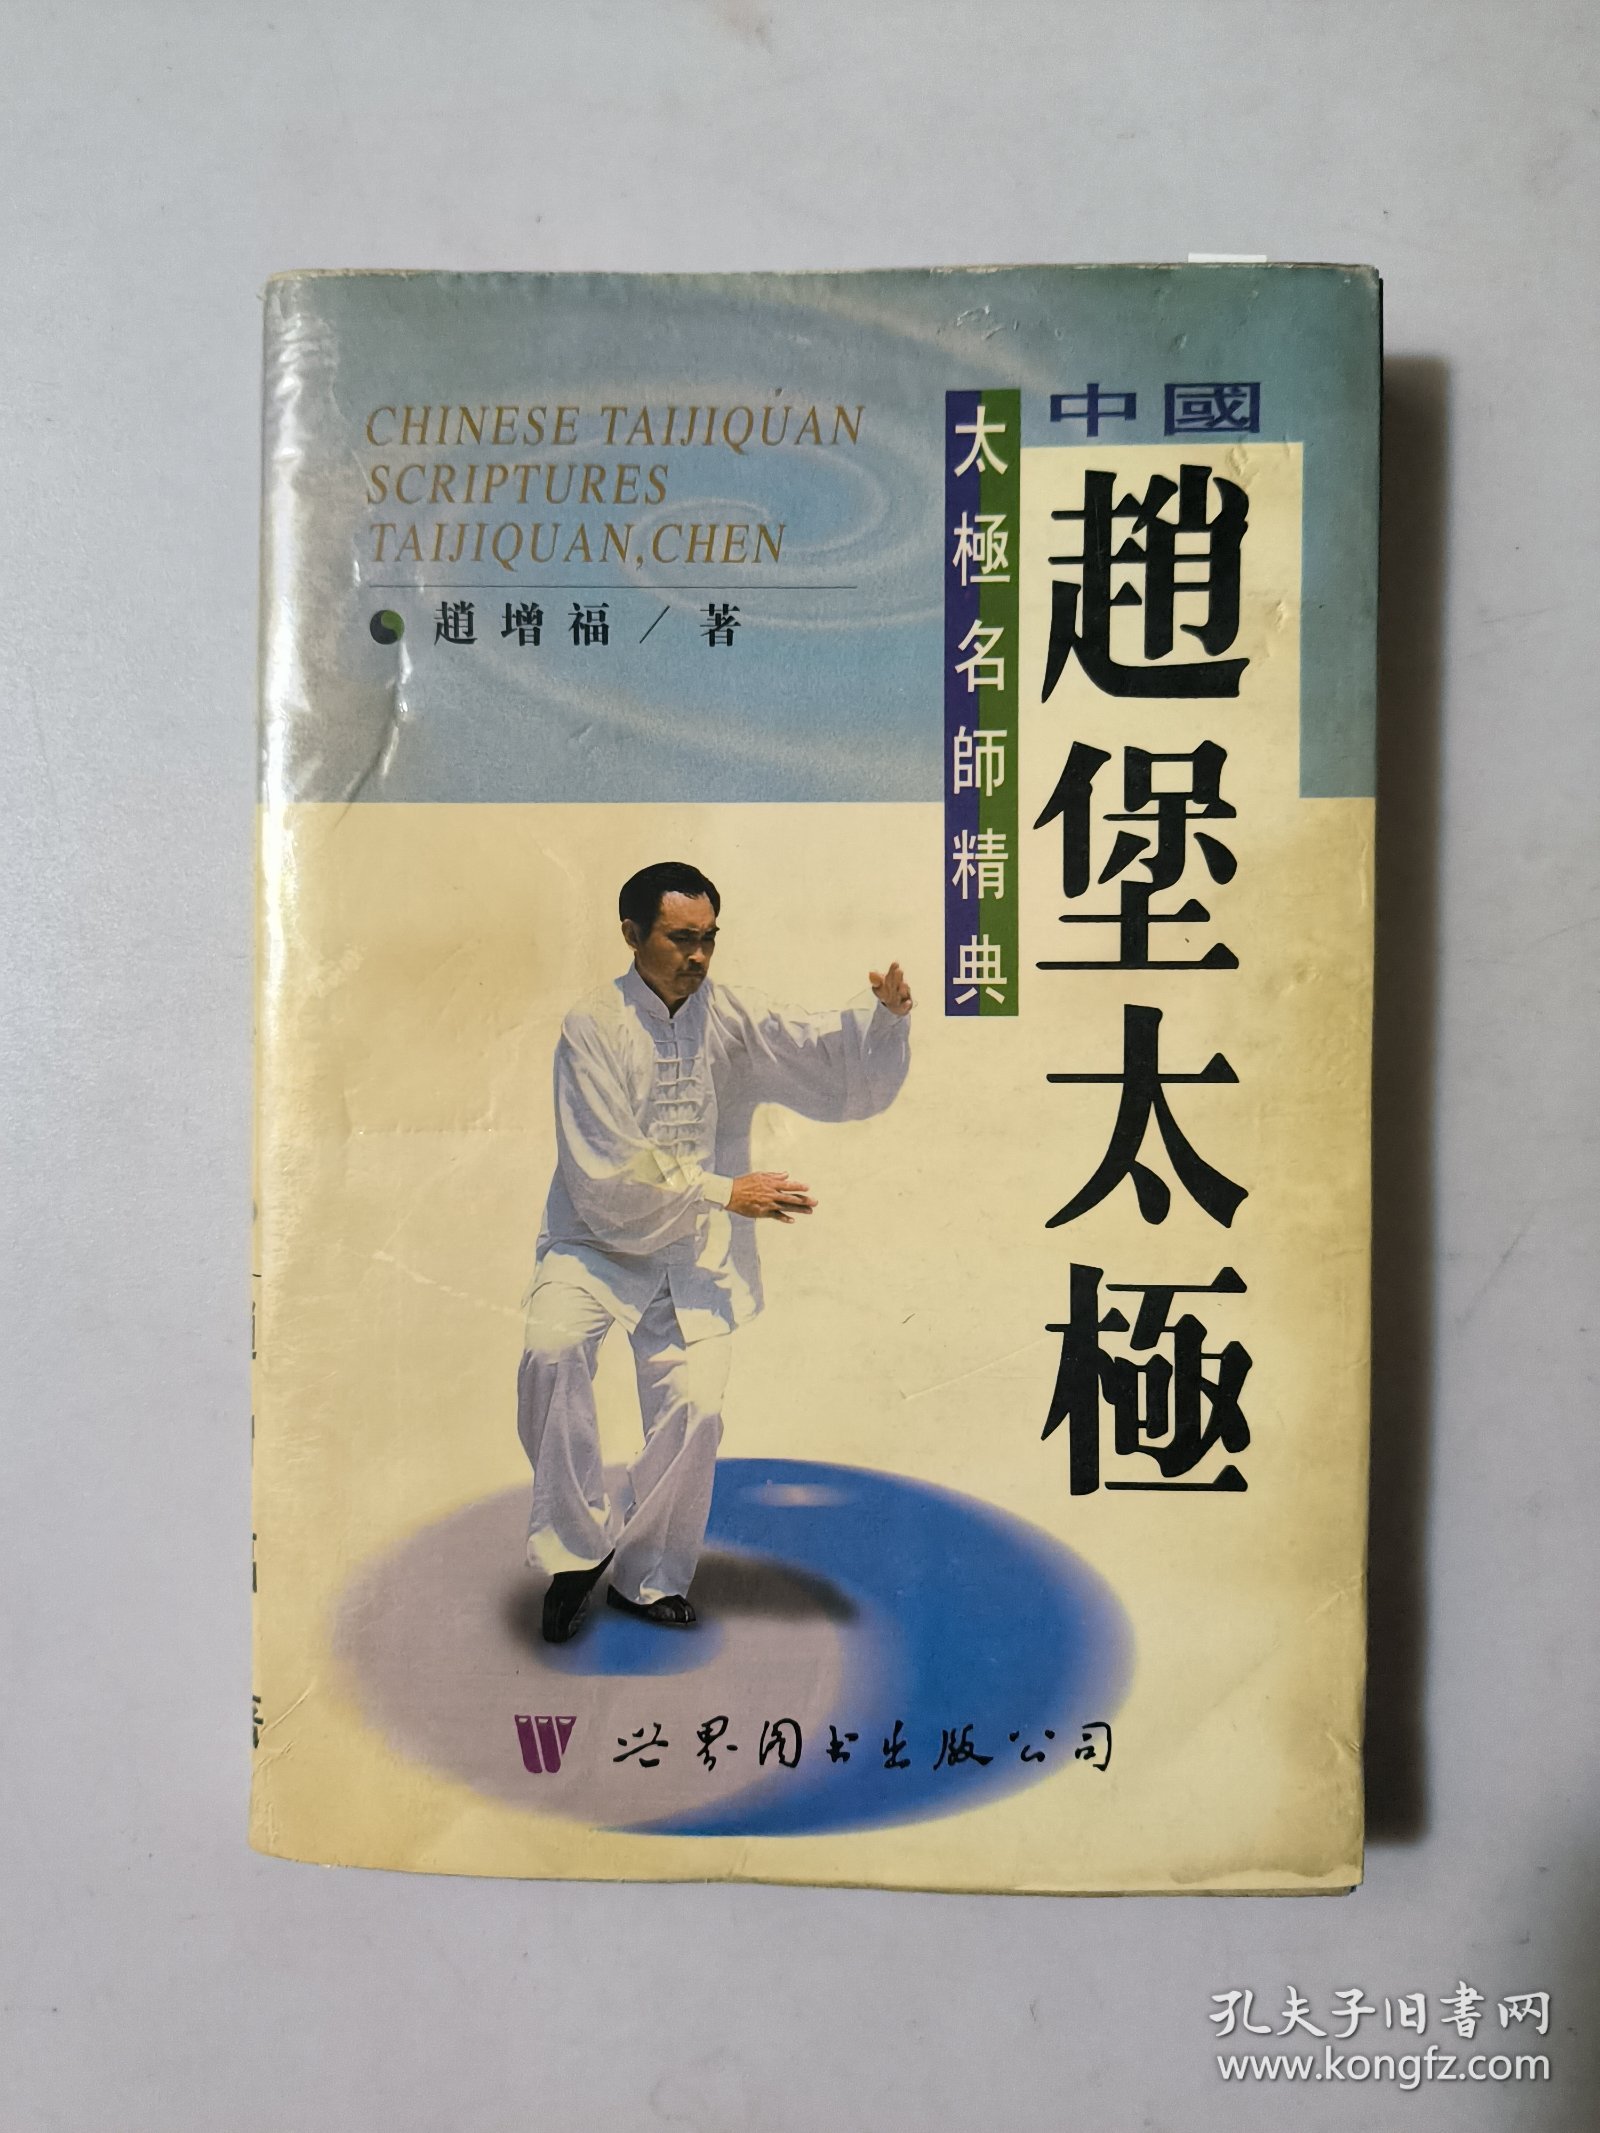 中國
趙堡太極
太極名師精典
CHINESE TAIJIQUAN
SCRIPTURES
TAIJIQUAN,CHEN
趙增福/著
世界图书出版公司
孔夫子旧书网
www.kongfz.com